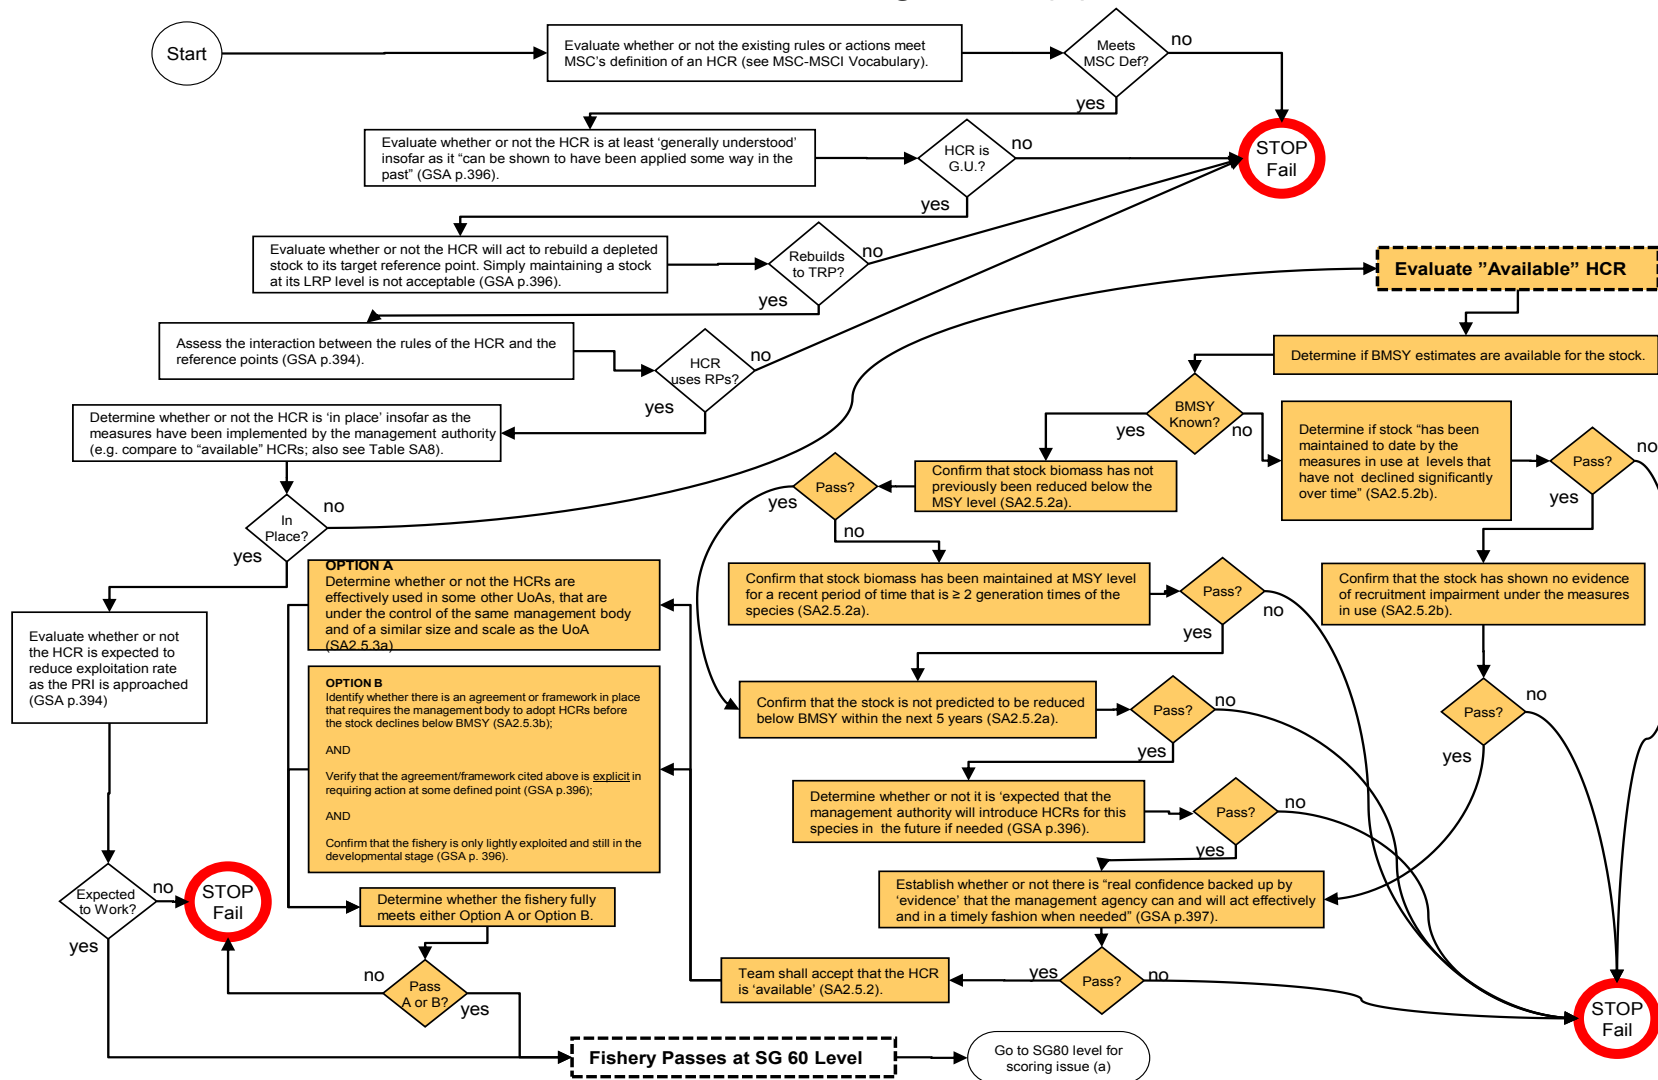 Start
Evaluate whether or not the existing rules or actions meet
MSC’s definition of an HCR (see MSC-MSCI Vocabulary).
Meets
MSC Def?
no
yes
Evaluate whether or not the HCR is at least ‘generally understood’
insofar as it “can be shown to have been applied some way in the
past” (GSA p.396).
HCR is
G.U.?
no
STOP
Fail
yes
Evaluate whether or not the HCR will act to rebuild a depleted
stock to its target reference point. Simply maintaining a stock
at its LRP level is not acceptable (GSA p.396).
Rebuilds
to TRP?
no
yes
Assess the interaction between the rules of the HCR and the
reference points (GSA p.394).
HCR
uses RPs?
no
yes
Determine whether or not the HCR is ‘in place’ insofar as the
measures have been implemented by the management authority
(e.g. compare to “available” HCRs; also see Table SA8).
In
Place?
no
yes
Evaluate whether or not
the HCR is expected to
reduce exploitation rate
as the PRI is approached
(GSA p.394)
Expected
to Work?
no
yes
STOP
Fail
Evaluate ”Available” HCR
Determine if BMSY estimates are available for the stock.
BMSY
Known?
yes
no
Determine if stock “has been
maintained to date by the
measures in use at levels that
have not declined significantly
over time” (SA2.5.2b).
Pass?
no
yes
Confirm that stock biomass has not
previously been reduced below the
MSY level (SA2.5.2a).
Pass?
yes
no
Confirm that stock biomass has been maintained at MSY level
for a recent period of time that is ≥ 2 generation times of the
species (SA2.5.2a).
Pass?
no
yes
Confirm that the stock has shown no evidence
of recruitment impairment under the measures
in use (SA2.5.2b).
Pass?
no
yes
Confirm that the stock is not predicted to be reduced
below BMSY within the next 5 years (SA2.5.2a).
Pass?
no
yes
Determine whether or not it is ‘expected that the
management authority will introduce HCRs for this
species in the future if needed (GSA p.396).
Pass?
no
yes
Establish whether or not there is “real confidence backed up by
‘evidence’ that the management agency can and will act effectively
and in a timely fashion when needed” (GSA p.397).
Pass?
yes
no
STOP
Fail
Team shall accept that the HCR
is ‘available’ (SA2.5.2).
OPTION A
Determine whether or not the HCRs are
effectively used in some other UoAs, that are
under the control of the same management body
and of a similar size and scale as the UoA
(SA2.5.3a)
OPTION B
Identify whether there is an agreement or framework in place
that requires the management body to adopt HCRs before
the stock declines below BMSY (SA2.5.3b);
AND
Verify that the agreement/framework cited above is explicit in
requiring action at some defined point (GSA p.396);
AND
Confirm that the fishery is only lightly exploited and still in the
developmental stage (GSA p. 396).
Determine whether the fishery fully
meets either Option A or Option B.
Pass
A or B?
no
yes
Fishery Passes at SG 60 Level
Go to SG80 level for
scoring issue (a)